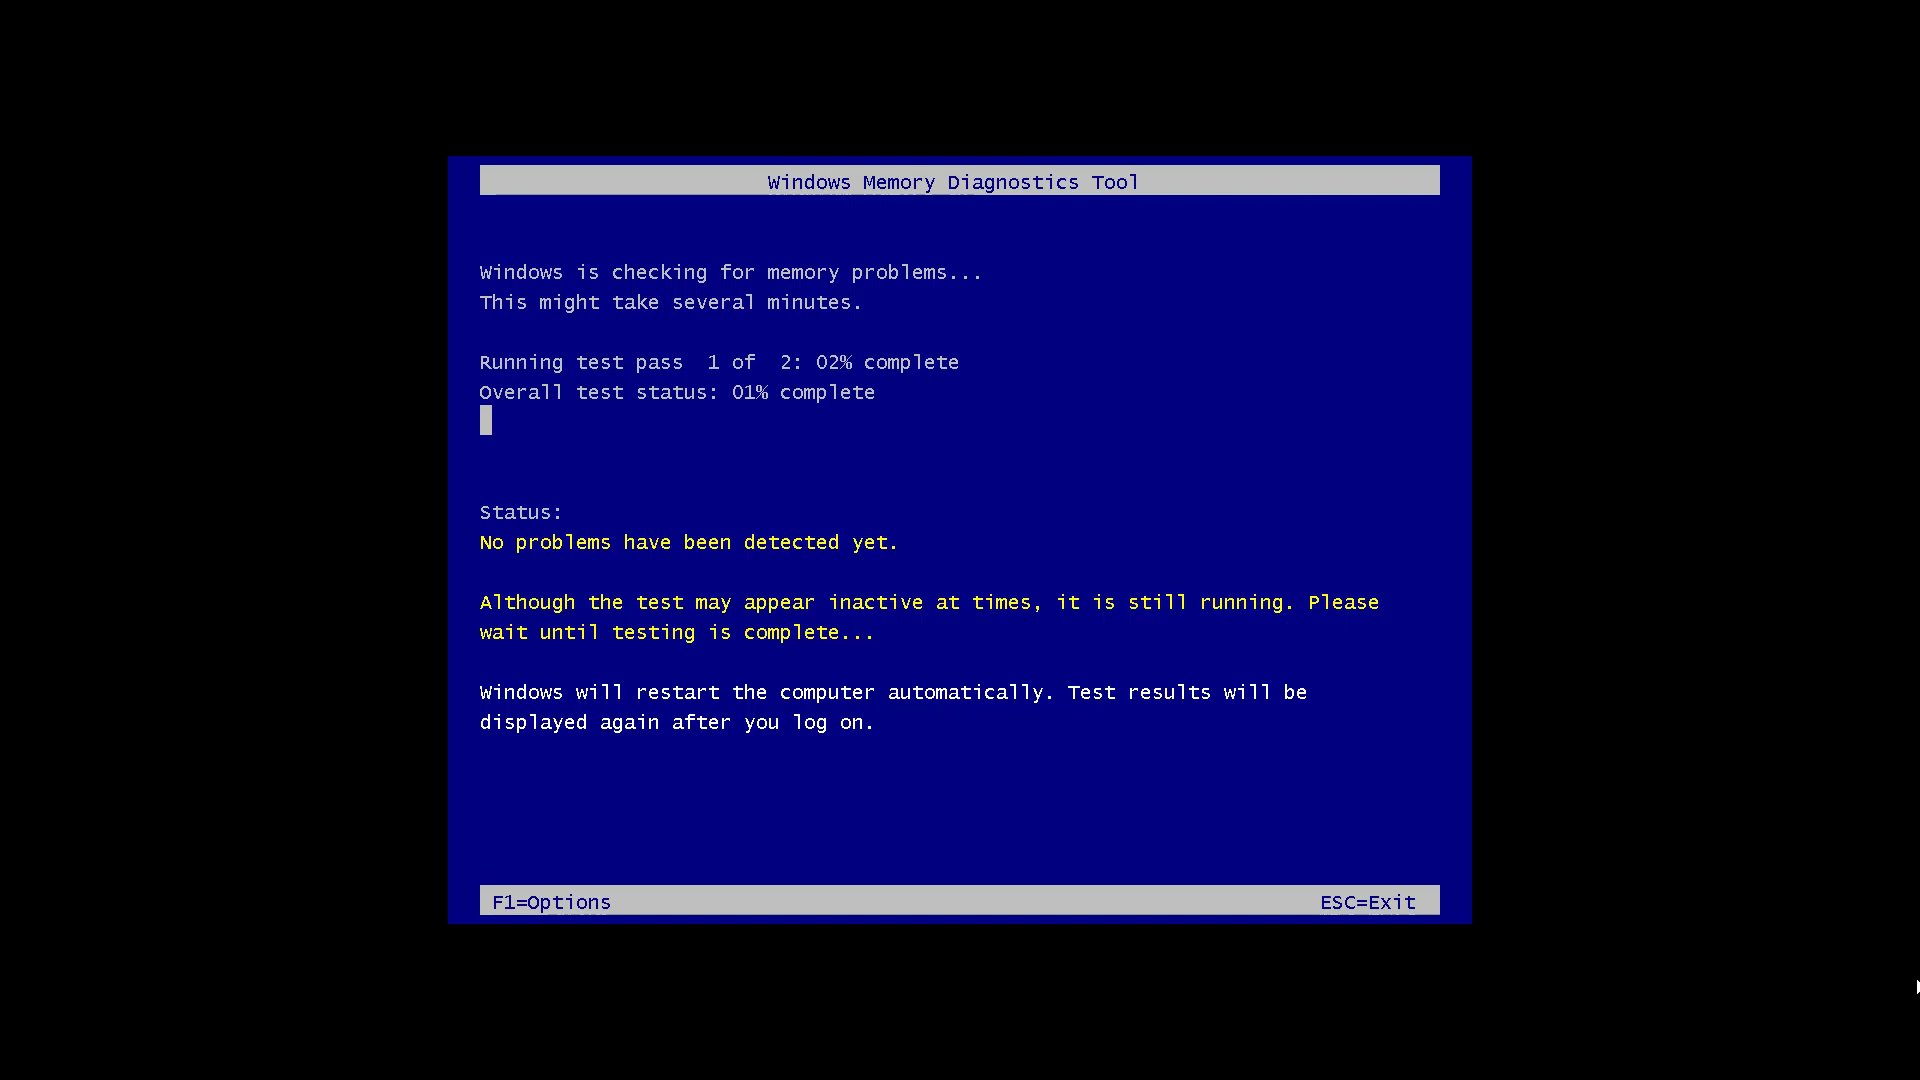 Windows Memory Diagnostics Tool
Windows is checking for memory problems...
This might take several minutes.
Running test pass  1 of  2: 02% complete
Overall test status: 01% complete
Status:
No problems have been detected yet.
Although the test may appear inactive at times, it is still running. Please
wait until testing is complete...
Windows will restart the computer automatically. Test results will be
displayed again after you log on.
F1=Options ESC=Exit